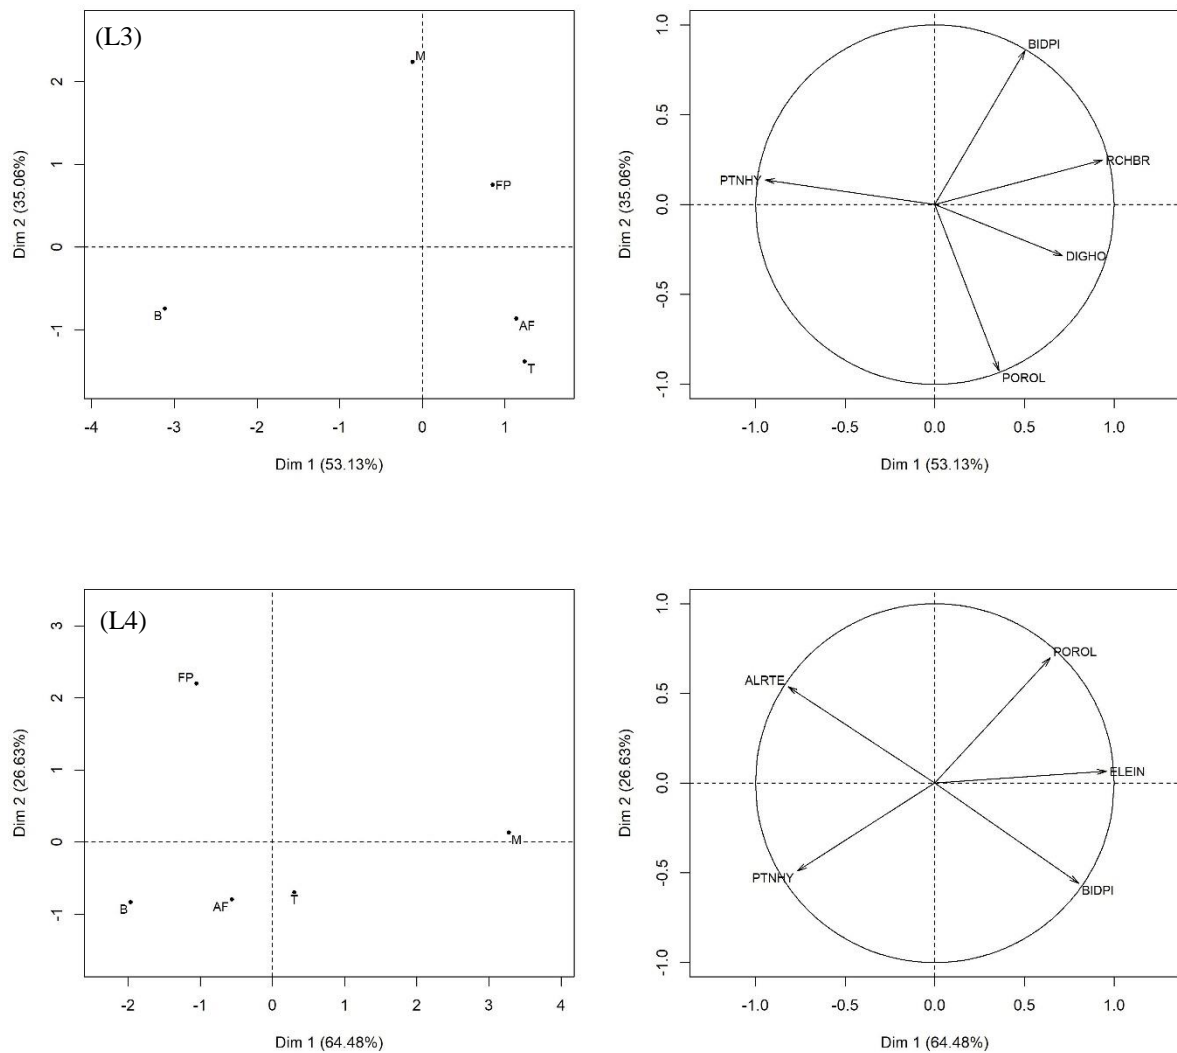 (L3)
M
FP
B
AF
T
Dim 2 (35.06%)
2
1
0
-1
-4 -3 -2 -1 0 1
Dim 1 (53.13%)
BIDPI
RCHBR
PTNHY
DIGHO
POROL
Dim 2 (35.06%)
1.0
0.5
0.0
-0.5
-1.0
-1.0 -0.5 0.0 0.5 1.0
Dim 1 (53.13%)
(L4)
FP
M
B
AF
T
Dim 2 (26.63%)
3
2
1
0
-1
-2 -1 0 1 2 3 4
Dim 1 (64.48%)
POROL
ALRTE
ELEIN
PTNHY
BIDPI
Dim 2 (26.63%)
1.0
0.5
0.0
-0.5
-1.0
-1.0 -0.5 0.0 0.5 1.0
Dim 1 (64.48%)